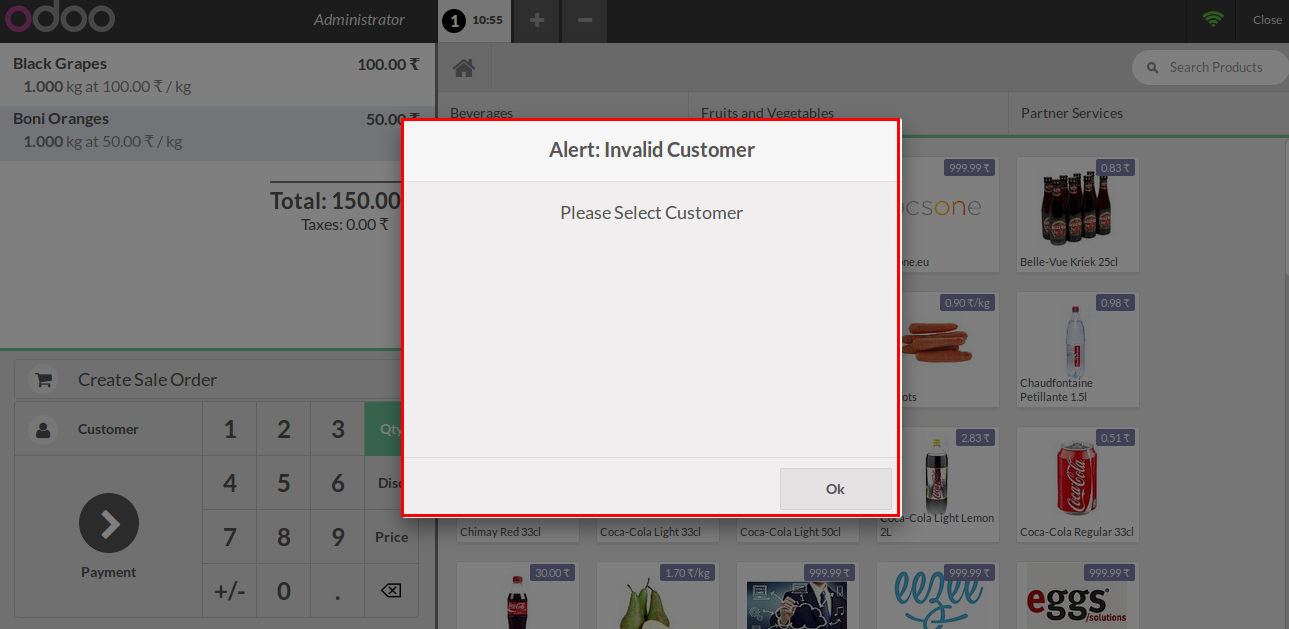 odoo
Administrator
1 10:55
+
−
Close
Black Grapes 100.00 ₹
1.000 kg at 100.00 ₹ / kg
Boni Oranges 50.00 ₹
1.000 kg at 50.00 ₹ / kg
Total: 150.00
Taxes: 0.00 ₹
Search Products
Beverages
Fruits and Vegetables
Partner Services
Alert: Invalid Customer
Please Select Customer
Ok
999.99 ₹
csone
ne.eu
0.83 ₹
Belle-Vue Kriek 25cl
0.90 ₹/kg
ots
0.98 ₹
Chaudfontaine
Petillante 1.5l
Chimay Red 33cl
Coca-Cola Light 33cl
Coca-Cola Light 50cl
2.83 ₹
Coca-Cola Light Lemon
2L
0.51 ₹
Coca-Cola
Coca-Cola Regular 33cl
30.00 ₹
1.70 ₹/kg
999.99 ₹
999.99 ₹
eezee
999.99 ₹
eggs
/solutions
Create Sale Order
Customer
1 2 3 Qty
4 5 6 Disc
7 8 9 Price
+/- 0 .
Payment